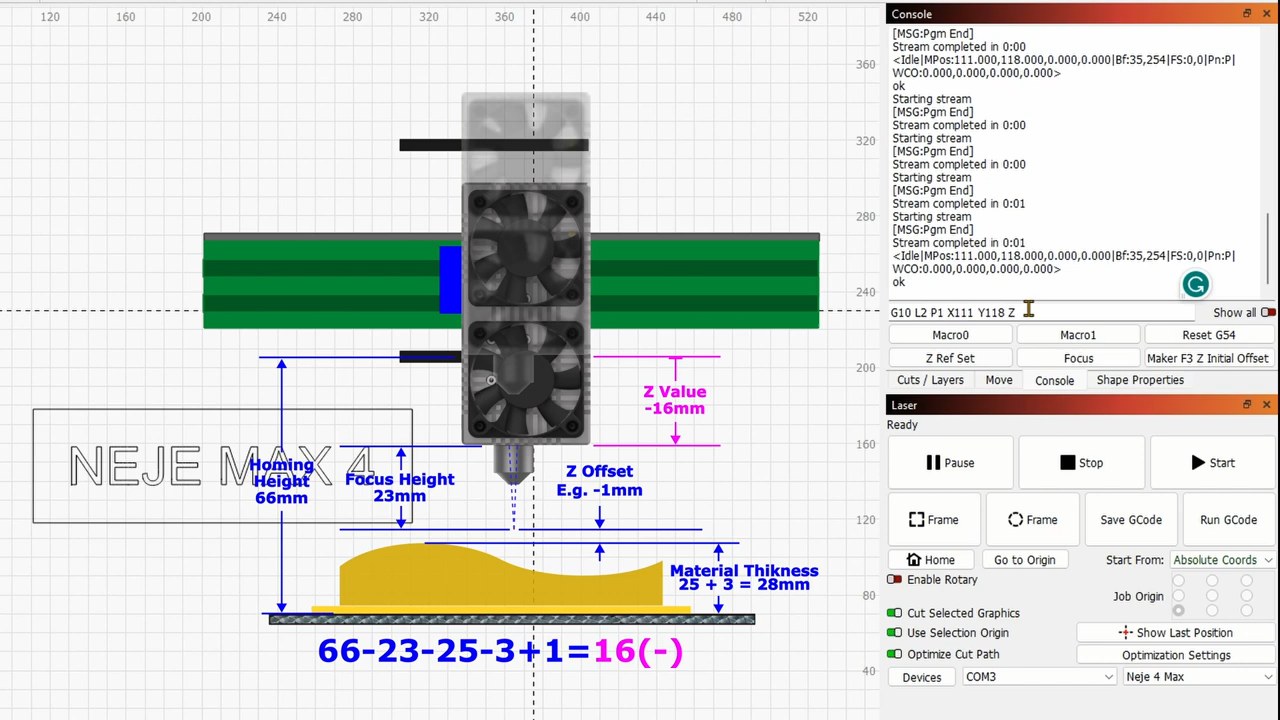 120
160
200
240
280
320
360
400
440
480
520
360
320
280
240
200
160
120
80
40
NEJE MAX 4
Homing
Height
66mm
Focus Height
23mm
Z Value
-16mm
Z Offset
E.g. -1mm
Material Thikness
25 + 3 = 28mm
66-23-25-3+1=16(-)
Console
[MSG:Pgm End]
Stream completed in 0:00
<Idle|MPos:111.000,118.000,0.000,0.000|Bf:35,254|FS:0,0|Pn:P|
WCO:0.000,0.000,0.000,0.000>
ok
Starting stream
[MSG:Pgm End]
Stream completed in 0:00
Starting stream
[MSG:Pgm End]
Stream completed in 0:00
Starting stream
[MSG:Pgm End]
Stream completed in 0:01
Starting stream
[MSG:Pgm End]
Stream completed in 0:01
<Idle|MPos:111.000,118.000,0.000,0.000|Bf:35,254|FS:0,0|Pn:P|
WCO:0.000,0.000,0.000,0.000>
ok
G
G10 L2 P1 X111 Y118 Z
Show all
Macro0
Macro1
Reset G54
Z Ref Set
Focus
Maker F3 Z Initial Offset
Cuts / Layers
Move
Console
Shape Properties
Laser
Ready
Pause
Stop
Start
Frame
Frame
Save GCode
Run GCode
Home
Go to Origin
Start From:
Absolute Coords
Enable Rotary
Job Origin
Cut Selected Graphics
Use Selection Origin
Show Last Position
Optimize Cut Path
Optimization Settings
Devices
COM3
Neje 4 Max